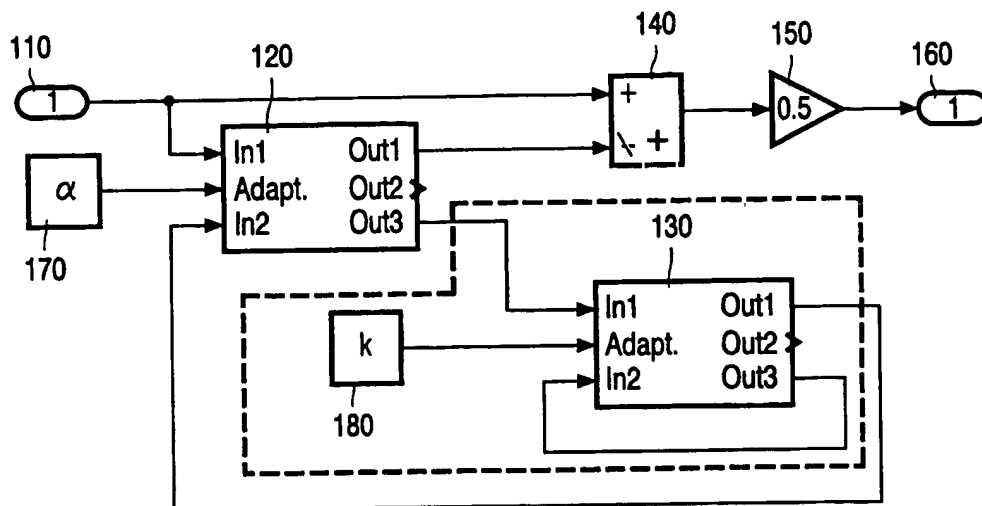 110
120
140
150
160
1
+
0.5
1
In1 Out1
\- +
α
Adapt. Out2
In2 Out3
170
130
In1 Out1
k
Adapt. Out2
In2 Out3
180